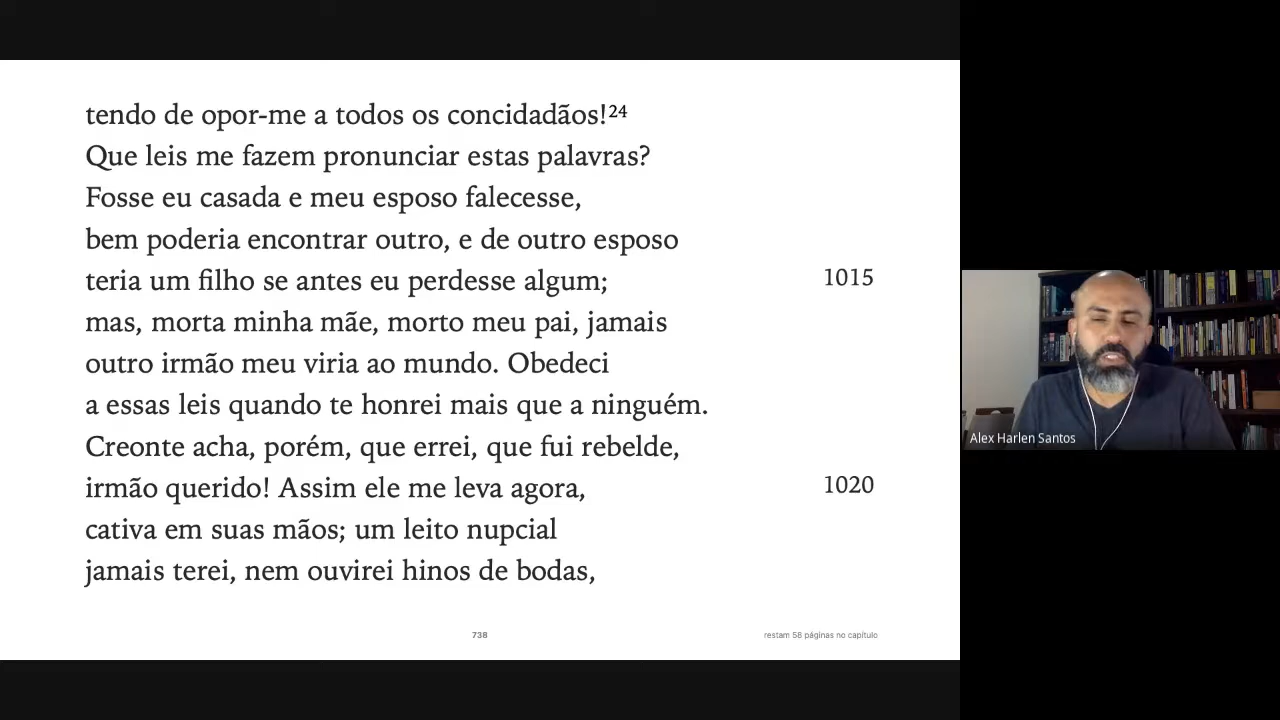 tendo de opor-me a todos os concidadãos!24
Que leis me fazem pronunciar estas palavras?
Fosse eu casada e meu esposo falecesse,
bem poderia encontrar outro, e de outro esposo
teria um filho se antes eu perdesse algum; 1015
mas, morta minha mãe, morto meu pai, jamais
outro irmão meu viria ao mundo. Obedeci
a essas leis quando te honrei mais que a ninguém.
Creonte acha, porém, que errei, que fui rebelde,
irmão querido! Assim ele me leva agora, 1020
cativa em suas mãos; um leito nupcial
jamais terei, nem ouvirei hinos de bodas,
738
restam 58 páginas no capítulo
Alex Harlen Santos